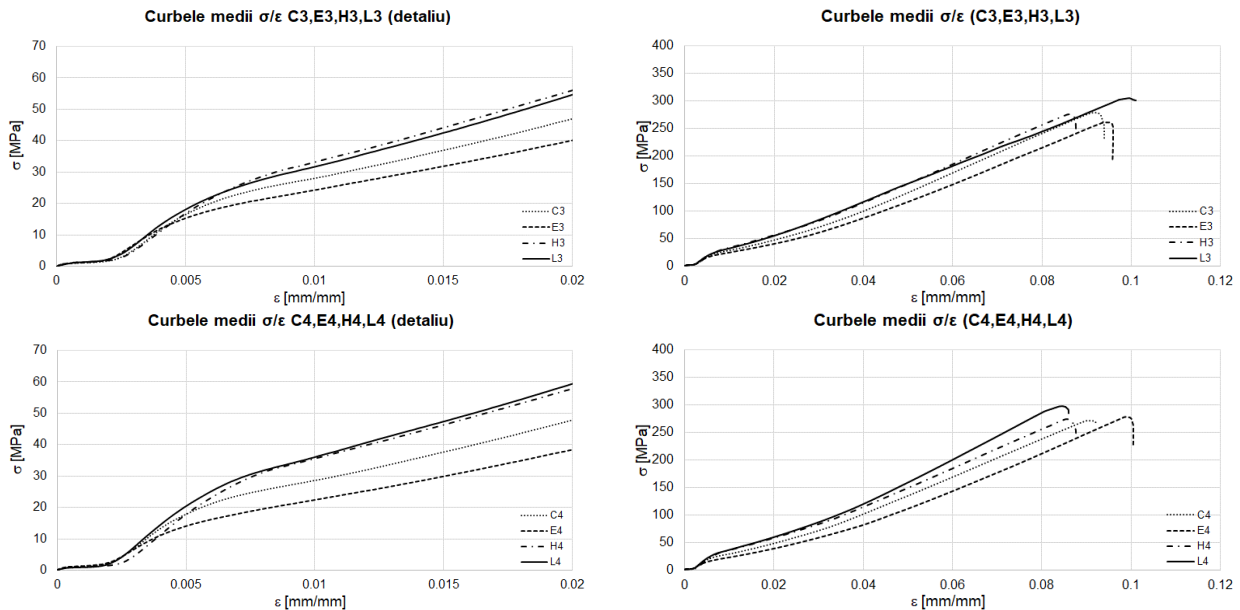 Curbele medii σ/ε C3,E3,H3,L3 (detaliu)
70
60
50
40
30
20
10
0
σ [MPa]
0
0.005
0.01
0.015
0.02
ε [mm/mm]
C3
E3
H3
L3
Curbele medii σ/ε (C3,E3,H3,L3)
400
350
300
250
200
150
100
50
0
σ [MPa]
0
0.02
0.04
0.06
0.08
0.1
0.12
ε [mm/mm]
C3
E3
H3
L3
Curbele medii σ/ε C4,E4,H4,L4 (detaliu)
70
60
50
40
30
20
10
0
σ [MPa]
0
0.005
0.01
0.015
0.02
ε [mm/mm]
C4
E4
H4
L4
Curbele medii σ/ε (C4,E4,H4,L4)
400
350
300
250
200
150
100
50
0
σ [MPa]
0
0.02
0.04
0.06
0.08
0.1
0.12
ε [mm/mm]
C4
E4
H4
L4